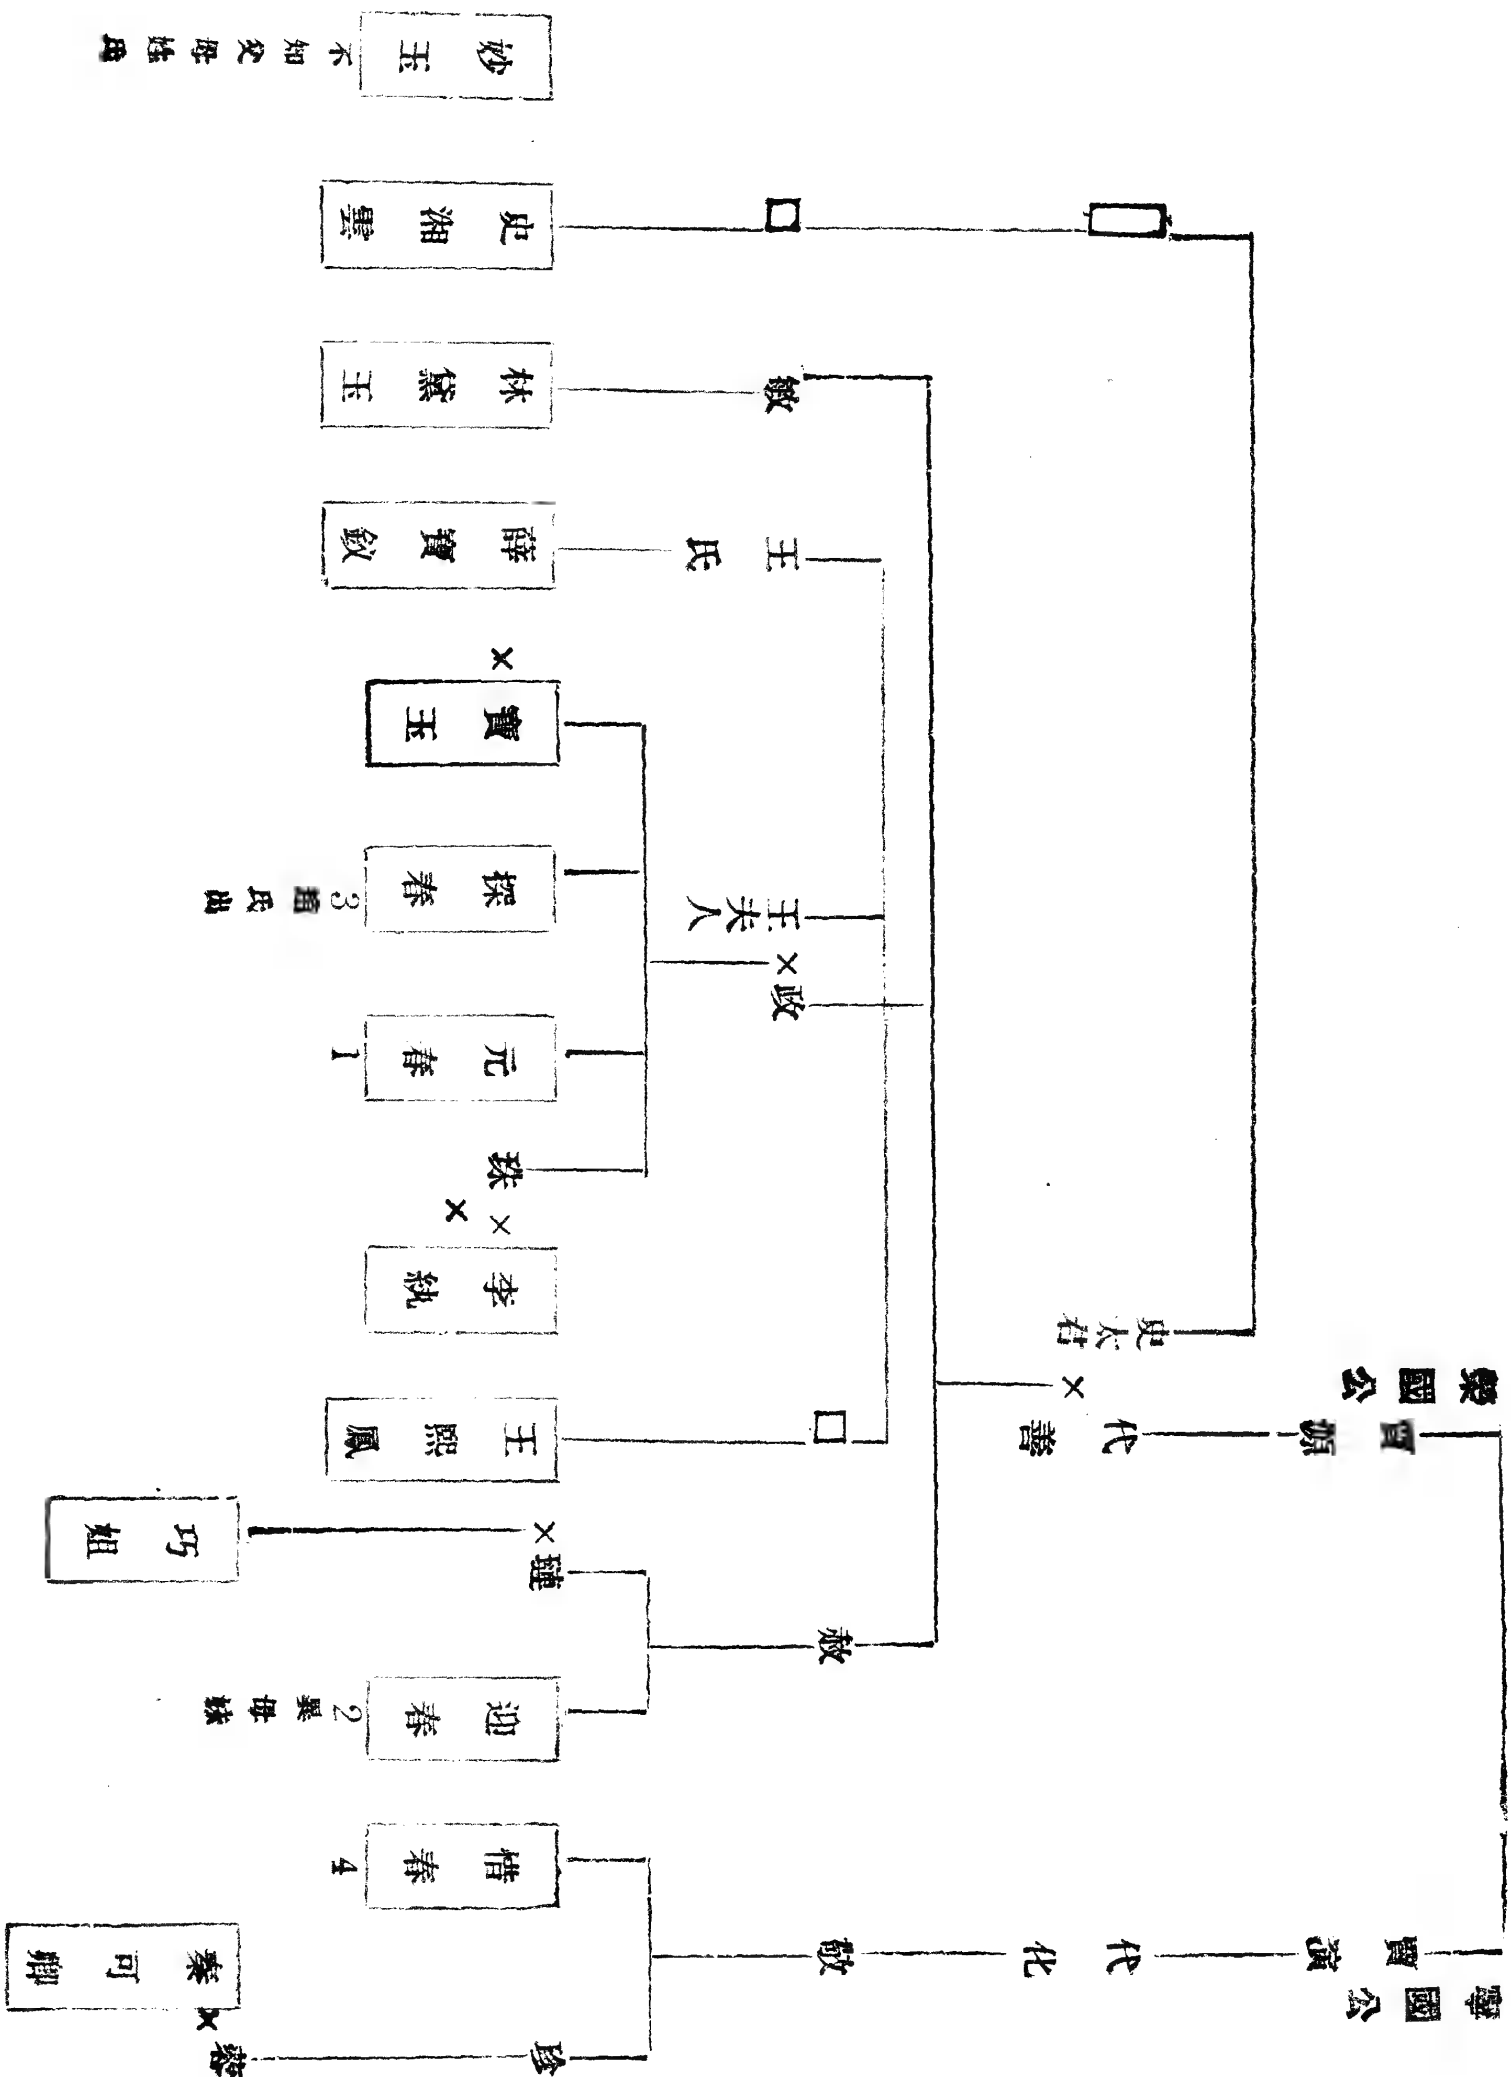 寧國公
賈演
代化
敬
珍
蓉
秦可卿
惜春
4
榮國公
賈源
代善
史太君
赦
迎春
2
異母妹
璉
巧姐
王熙鳳
李紈
珠
元春
1
政
王夫人
探春
3
氏出
寶玉
王氏
薛寶釵
敏
林黛玉
史湘雲
妙玉
不知父母姓氏